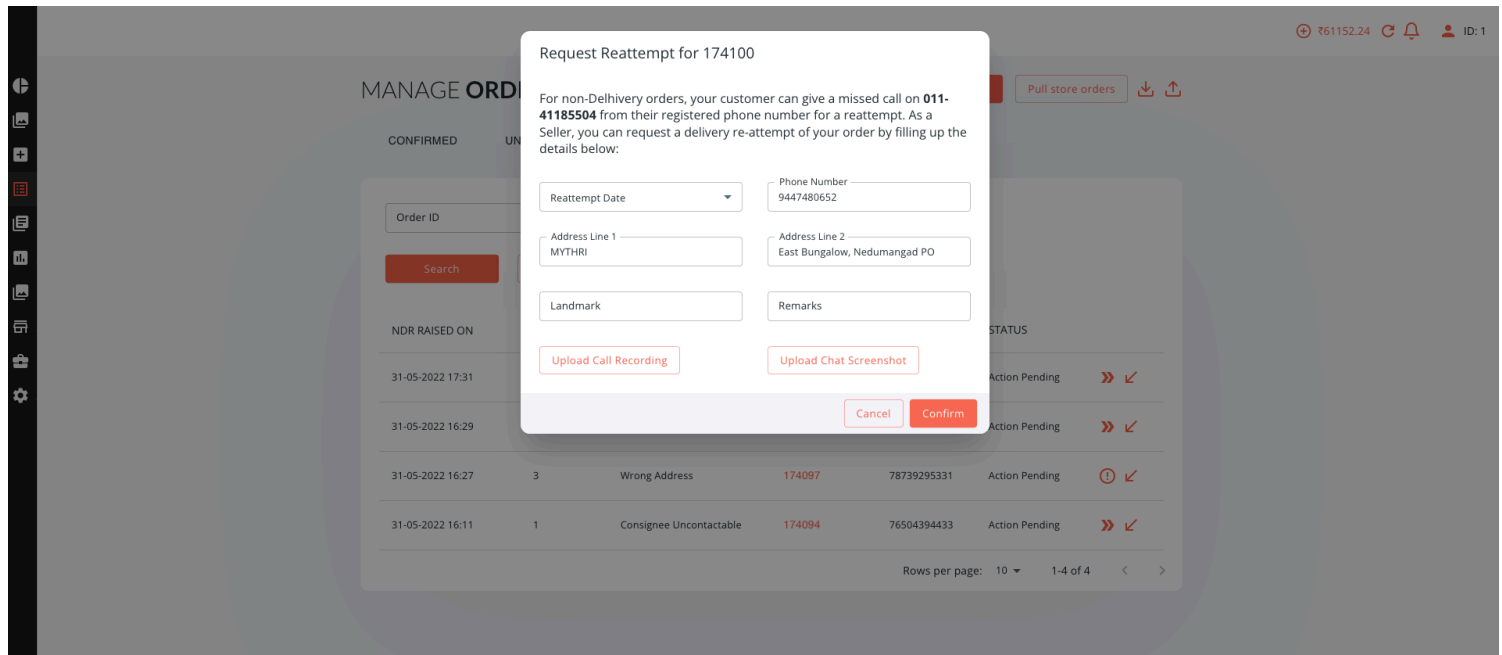 ₹61152.24
ID: 1
MANAGE ORD
Pull store orders
CONFIRMED
UN
Order ID
Search
NDR RAISED ON
STATUS
31-05-2022 17:31
Action Pending
31-05-2022 16:29
Action Pending
31-05-2022 16:27 3 Wrong Address 174097 78739295331 Action Pending
31-05-2022 16:11 1 Consignee Uncontactable 174094 76504394433 Action Pending
Rows per page: 10 1-4 of 4
Request Reattempt for 174100
For non-Delhivery orders, your customer can give a missed call on 011-
41185504 from their registered phone number for a reattempt. As a
Seller, you can request a delivery re-attempt of your order by filling up the
details below:
Reattempt Date
Phone Number
9447480652
Address Line 1
MYTHRI
Address Line 2
East Bungalow, Nedumangad PO
Landmark
Remarks
Upload Call Recording
Upload Chat Screenshot
Cancel
Confirm